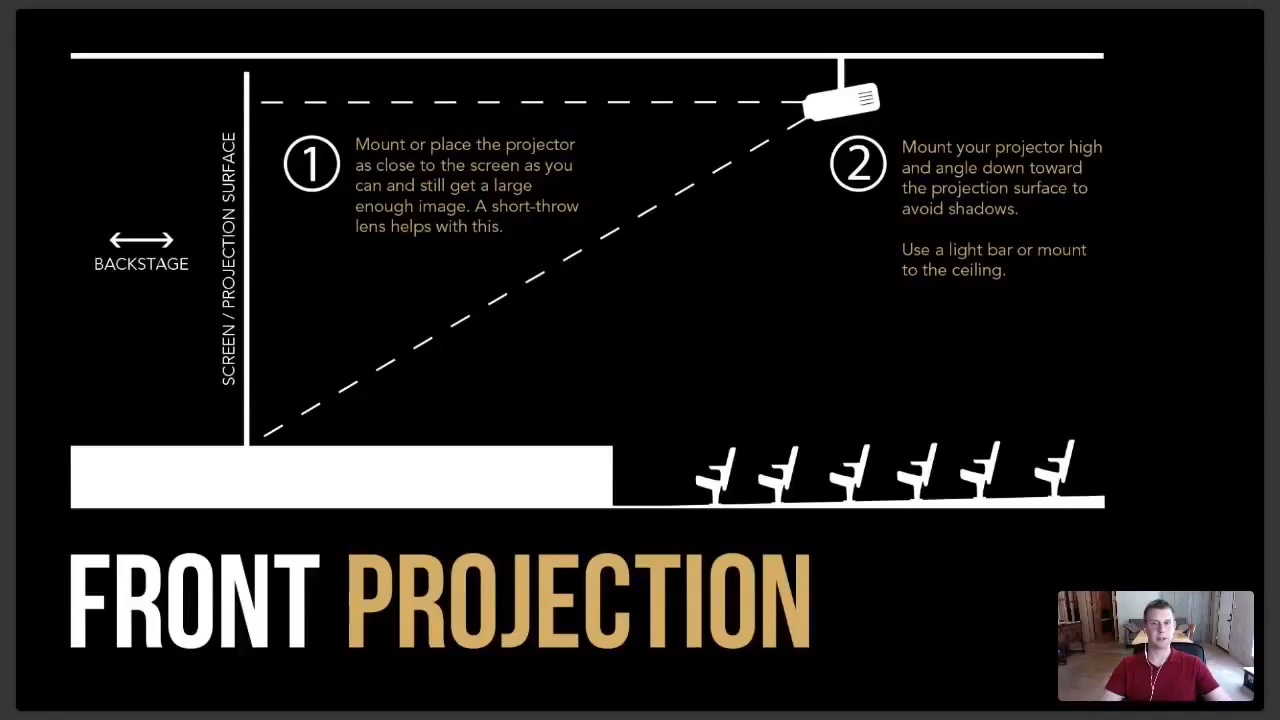 SCREEN / PROJECTION SURFACE
BACKSTAGE
1
Mount or place the projector
as close to the screen as you
can and still get a large
enough image. A short-throw
lens helps with this.
2
Mount your projector high
and angle down toward
the projection surface to
avoid shadows.
Use a light bar or mount
to the ceiling.
FRONT PROJECTION